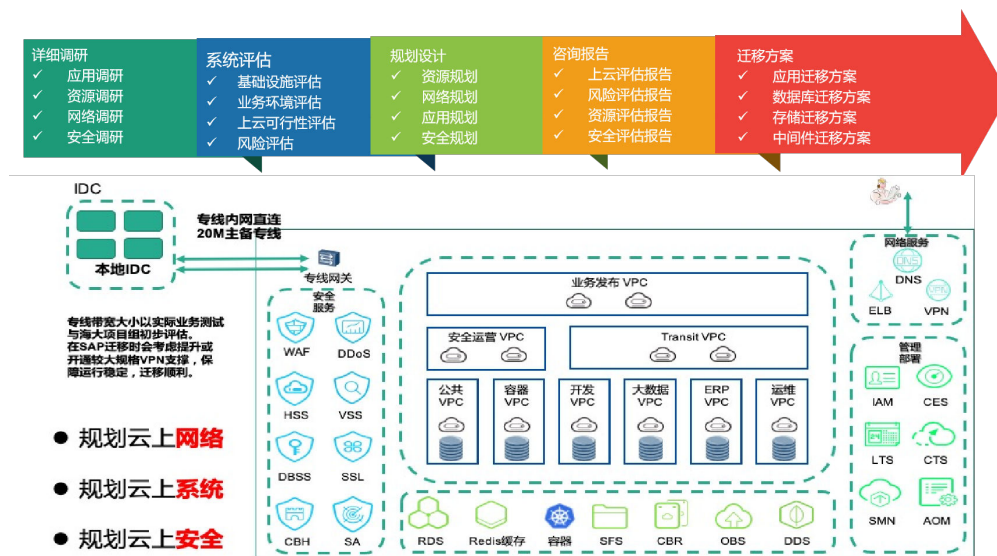 详细调研
✓ 应用调研
✓ 资源调研
✓ 网络调研
✓ 安全调研
系统评估
✓ 基础设施评估
✓ 业务环境评估
✓ 上云可行性评估
✓ 风险评估
规划设计
✓ 资源规划
✓ 网络规划
✓ 应用规划
✓ 安全规划
咨询报告
✓ 上云评估报告
✓ 风险评估报告
✓ 资源评估报告
✓ 安全评估报告
迁移方案
✓ 应用迁移方案
✓ 数据库迁移方案
✓ 存储迁移方案
✓ 中间件迁移方案
IDC
本地IDC
专线内网直连
20M主备专线
专线网关
专线带宽大小以实际业务测试
与海大项目组初步评估。
在SAP迁移时会考虑提升或
开通较大规格VPN支撑，保
障运行稳定，迁移顺利。
● 规划云上网络
● 规划云上系统
● 规划云上安全
安全
服务
WAF
DDoS
HSS
VSS
DBSS
SSL
CBH
SA
业务发布 VPC
安全运营 VPC
Transit VPC
公共
VPC
容器
VPC
开发
VPC
大数据
VPC
ERP
VPC
运维
VPC
RDS
Redis缓存
容器
SFS
CBR
OBS
DDS
网络服务
DNS
DNS
ELB
VPN
VPN
管理
部署
IAM
CES
LTS
CTS
SMN
AOM